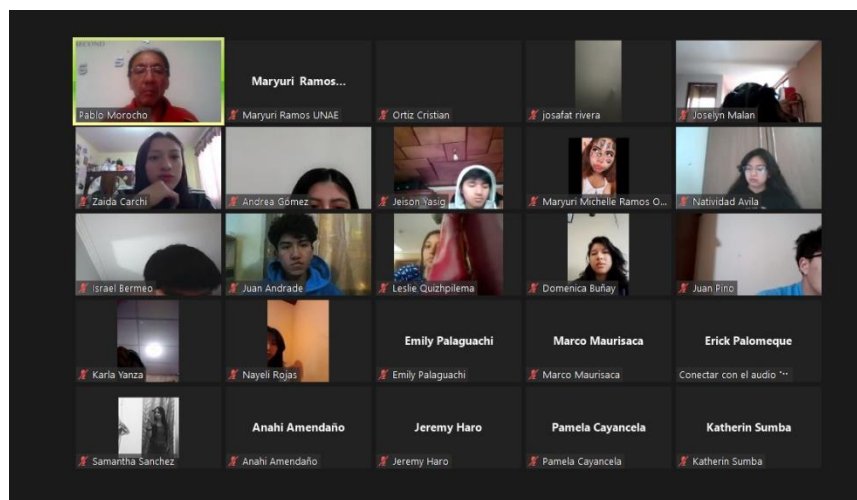 Pablo Morocho
Maryuri Ramos...
Maryuri Ramos UNAE
Ortiz Cristian
josafat rivera
Joselyn Malan
Zaida Carchi
Andrea Gómez
Jeison Yasig
Maryuri Michelle Ramos O...
Natividad Avila
Israel Bermeo
Juan Andrade
Leslie Quizhpilema
Domenica Buñay
Juan Pino
Karla Yanza
Nayeli Rojas
Emily Palaguachi
Emily Palaguachi
Marco Maurisaca
Marco Maurisaca
Erick Palomeque
Conectar con el audio ···
Samantha Sanchez
Anahi Amendaño
Anahi Amendaño
Jeremy Haro
Jeremy Haro
Pamela Cayancela
Pamela Cayancela
Katherin Sumba
Katherin Sumba